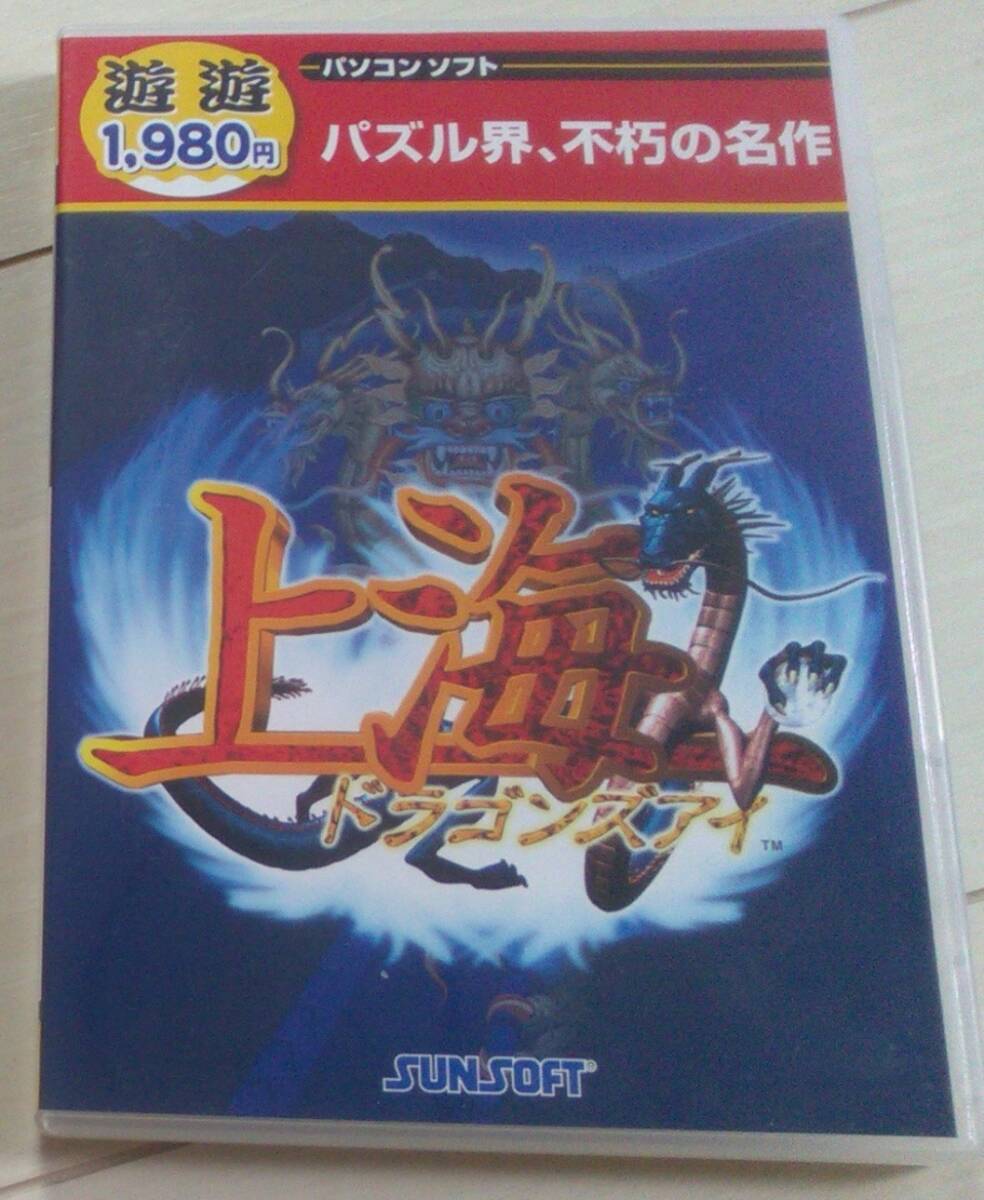 遊遊
1,980円
パソコンソフト
パズル界、不朽の名作
上海
ドラゴンズアイ
TM
SUNSOFT®